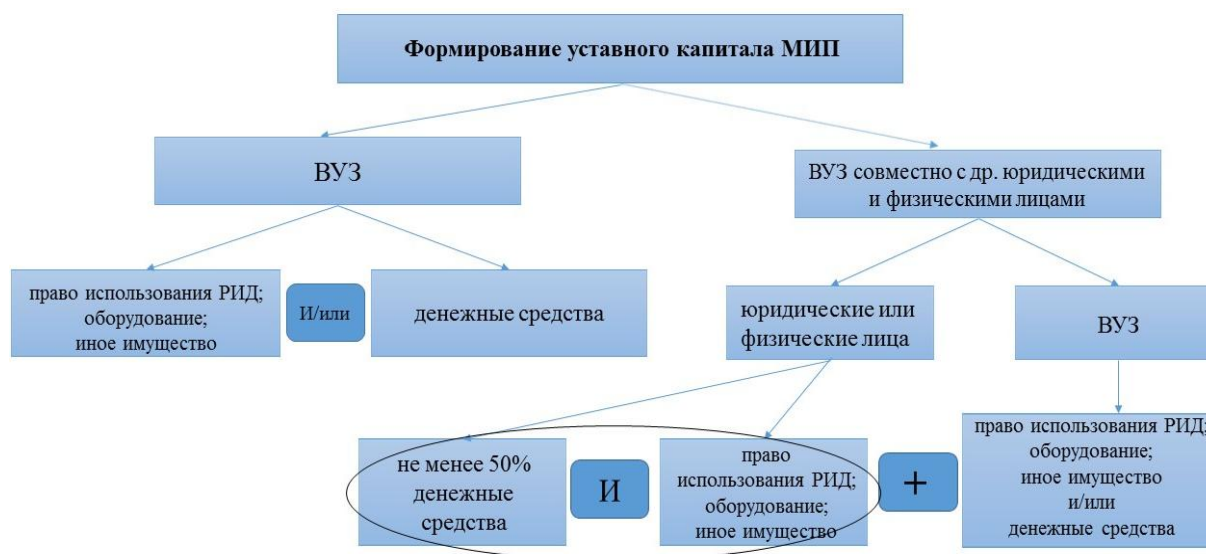 Формирование уставного капитала МИП
ВУЗ
ВУЗ совместно с др. юридическими
и физическими лицами
право использования РИД;
оборудование;
иное имущество
И/или
денежные средства
юридические или
физические лица
ВУЗ
не менее 50%
денежные
средства
И
право
использования РИД;
оборудование;
иное имущество
+
право использования РИД;
оборудование;
иное имущество
и/или
денежные средства